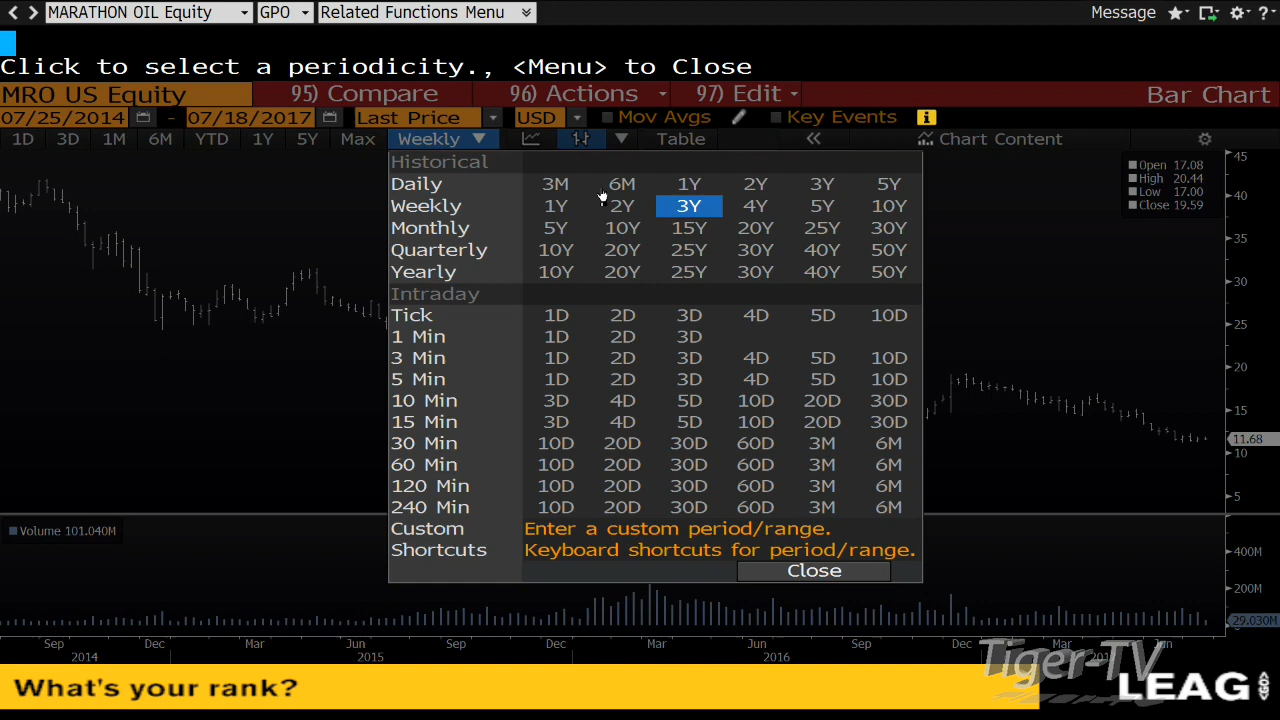 MARATHON OIL Equity GPO Related Functions Menu Message ?
Click to select a periodicity., <Menu> to Close
MRO US Equity 95) Compare 96) Actions 97) Edit Bar Chart
07/25/2014 - 07/18/2017 Last Price USD Mov Avgs Key Events i
1D 3D 1M 6M YTD 1Y 5Y Max Weekly Table « Chart Content
Historical
Daily 3M 6M 1Y 2Y 3Y 5Y
Weekly 1Y 2Y 3Y 4Y 5Y 10Y
Monthly 5Y 10Y 15Y 20Y 25Y 30Y
Quarterly 10Y 20Y 25Y 30Y 40Y 50Y
Yearly 10Y 20Y 25Y 30Y 40Y 50Y
Intraday
Tick 1D 2D 3D 4D 5D 10D
1 Min 1D 2D 3D
3 Min 1D 2D 3D 4D 5D 10D
5 Min 1D 2D 3D 4D 5D 10D
10 Min 3D 4D 5D 10D 20D 30D
15 Min 3D 4D 5D 10D 20D 30D
30 Min 10D 20D 30D 60D 3M 6M
60 Min 10D 20D 30D 60D 3M 6M
120 Min 10D 20D 30D 60D 3M 6M
240 Min 10D 20D 30D 60D 3M 6M
Custom Enter a custom period/range.
Shortcuts Keyboard shortcuts for period/range.
Close
Open 17.08
High 20.44
Low 17.00
Close 19.59
45
40
35
30
25
20
15
11.68
10
5
Volume 101.040M
400M
200M
29.030M
0
Sep Dec Mar Jun Sep Dec Mar Jun Sep Dec Mar Jun
2014 2015 2016
Tiger-TV
What's your rank?
LEAG